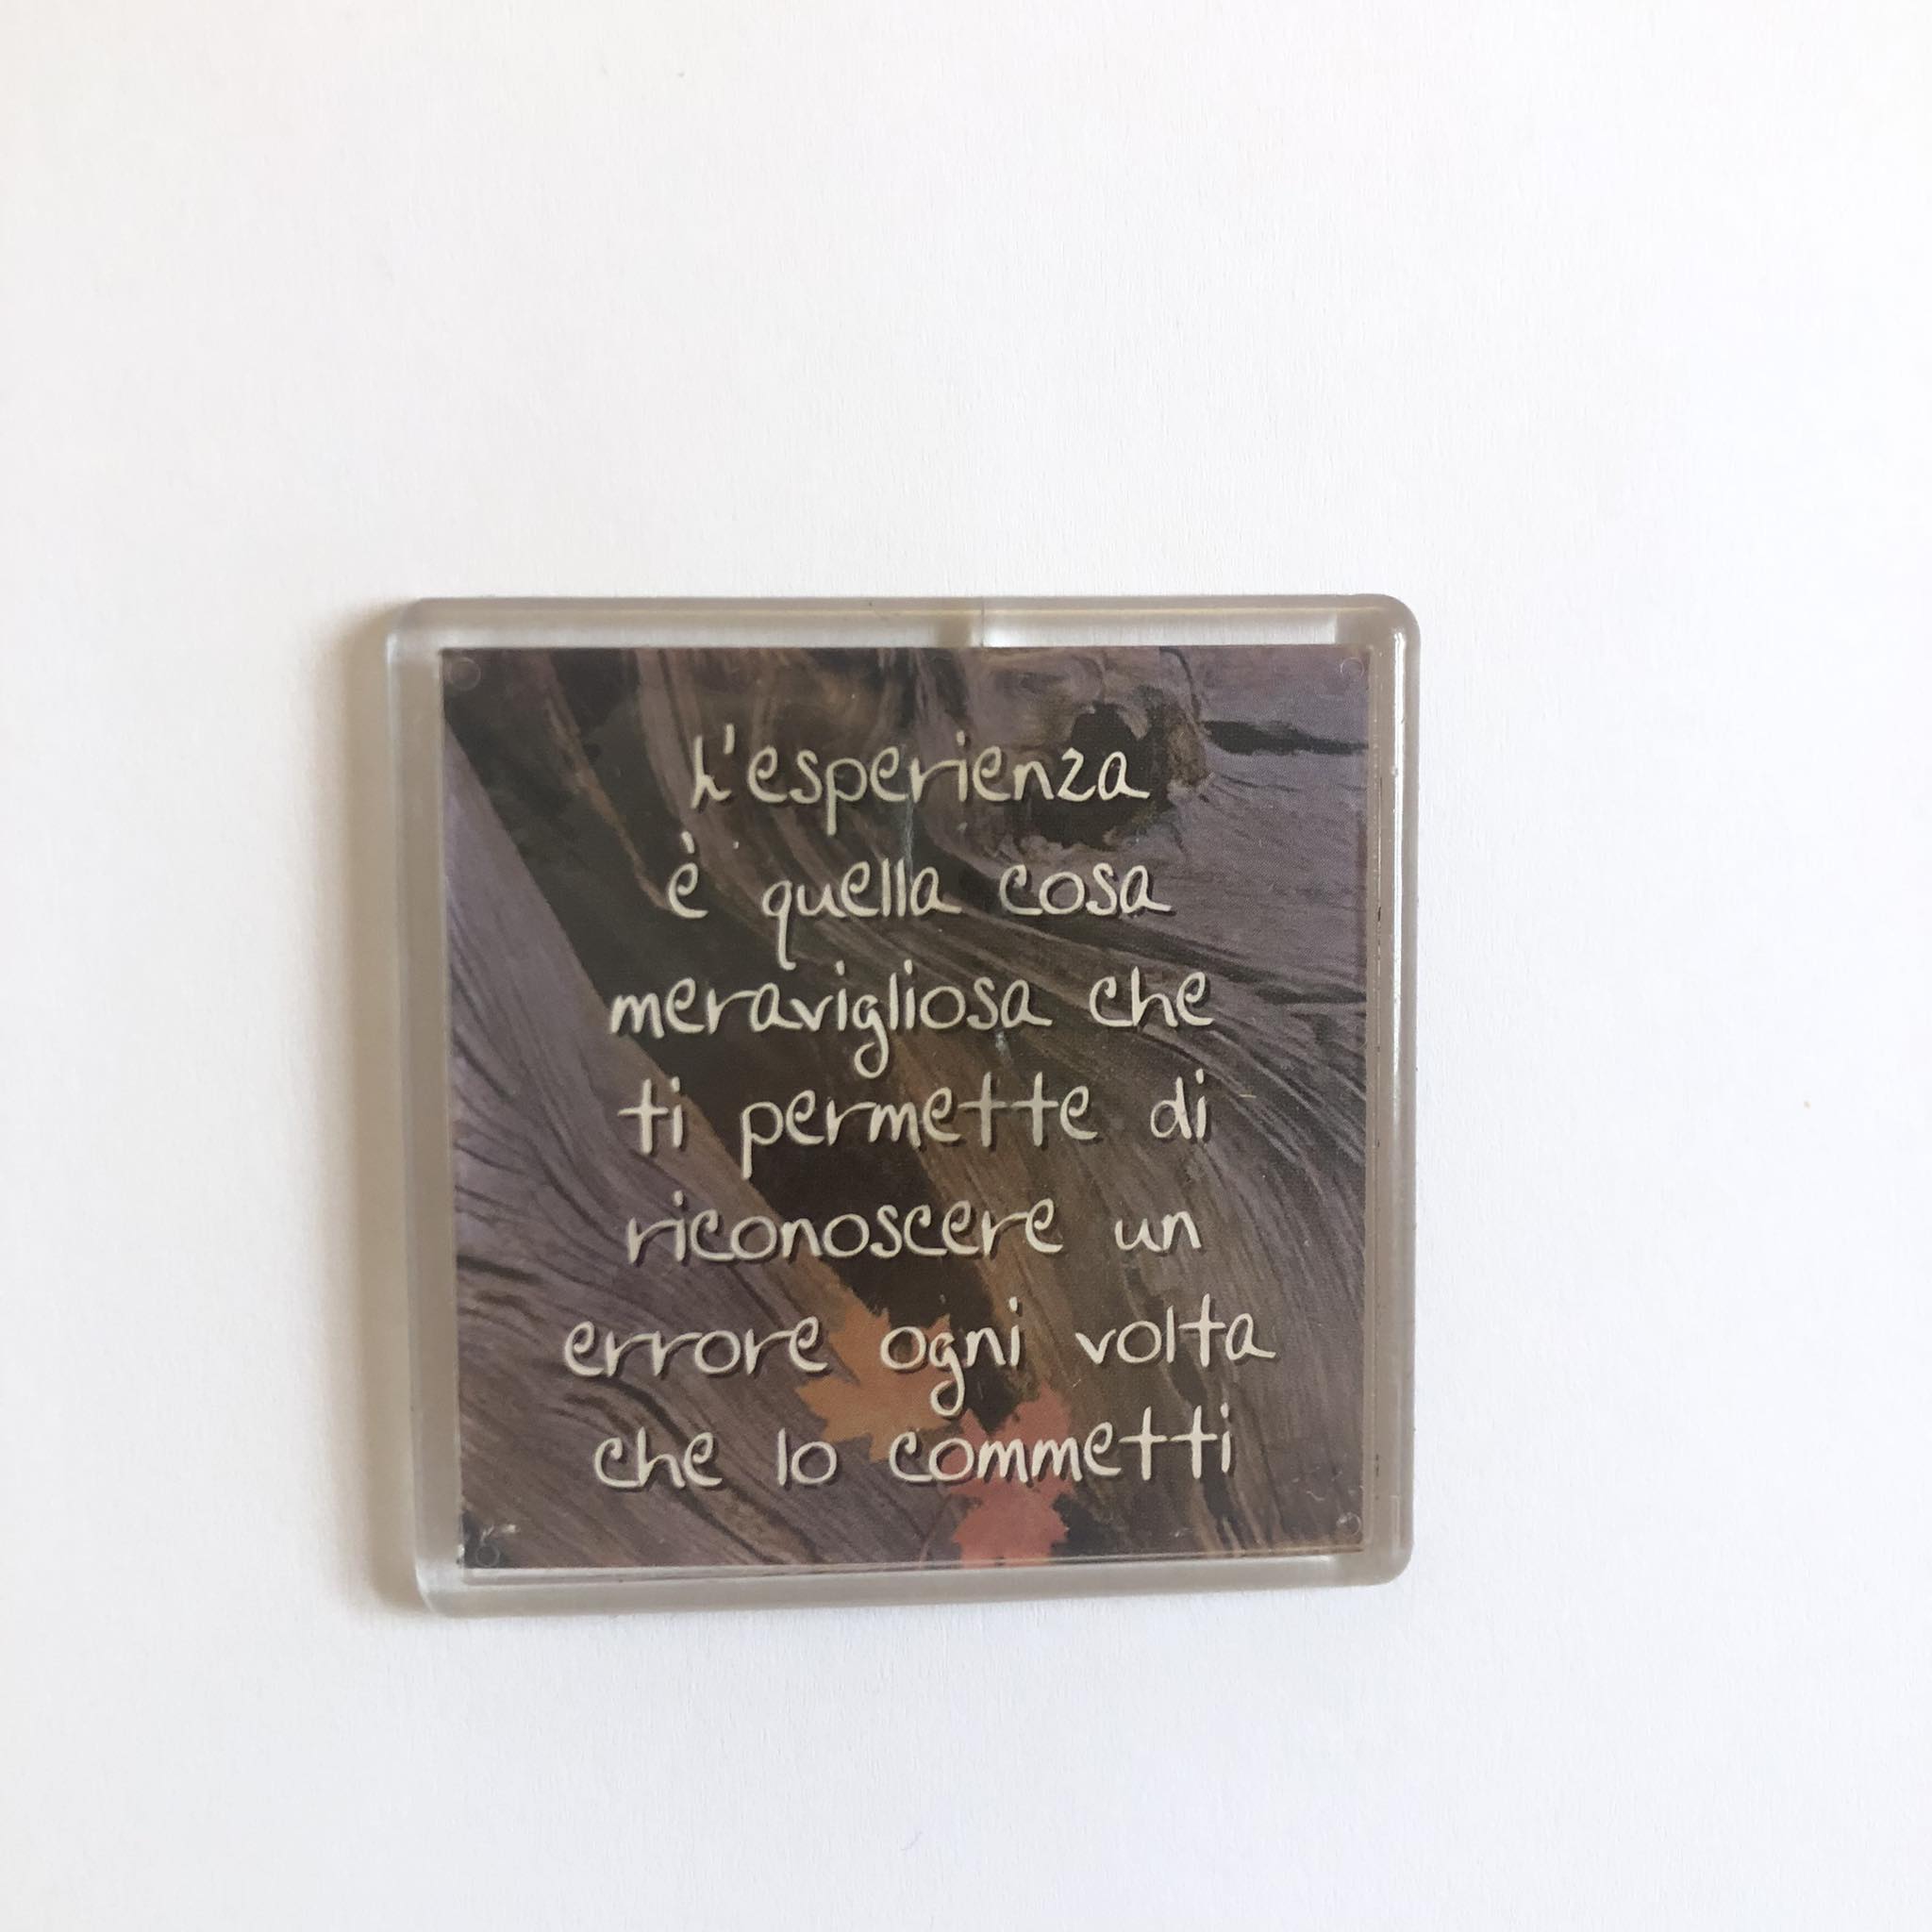 L'esperienza
è quella cosa
meravigliosa che
ti permette di
riconoscere un
errore ogni volta
che lo commetti